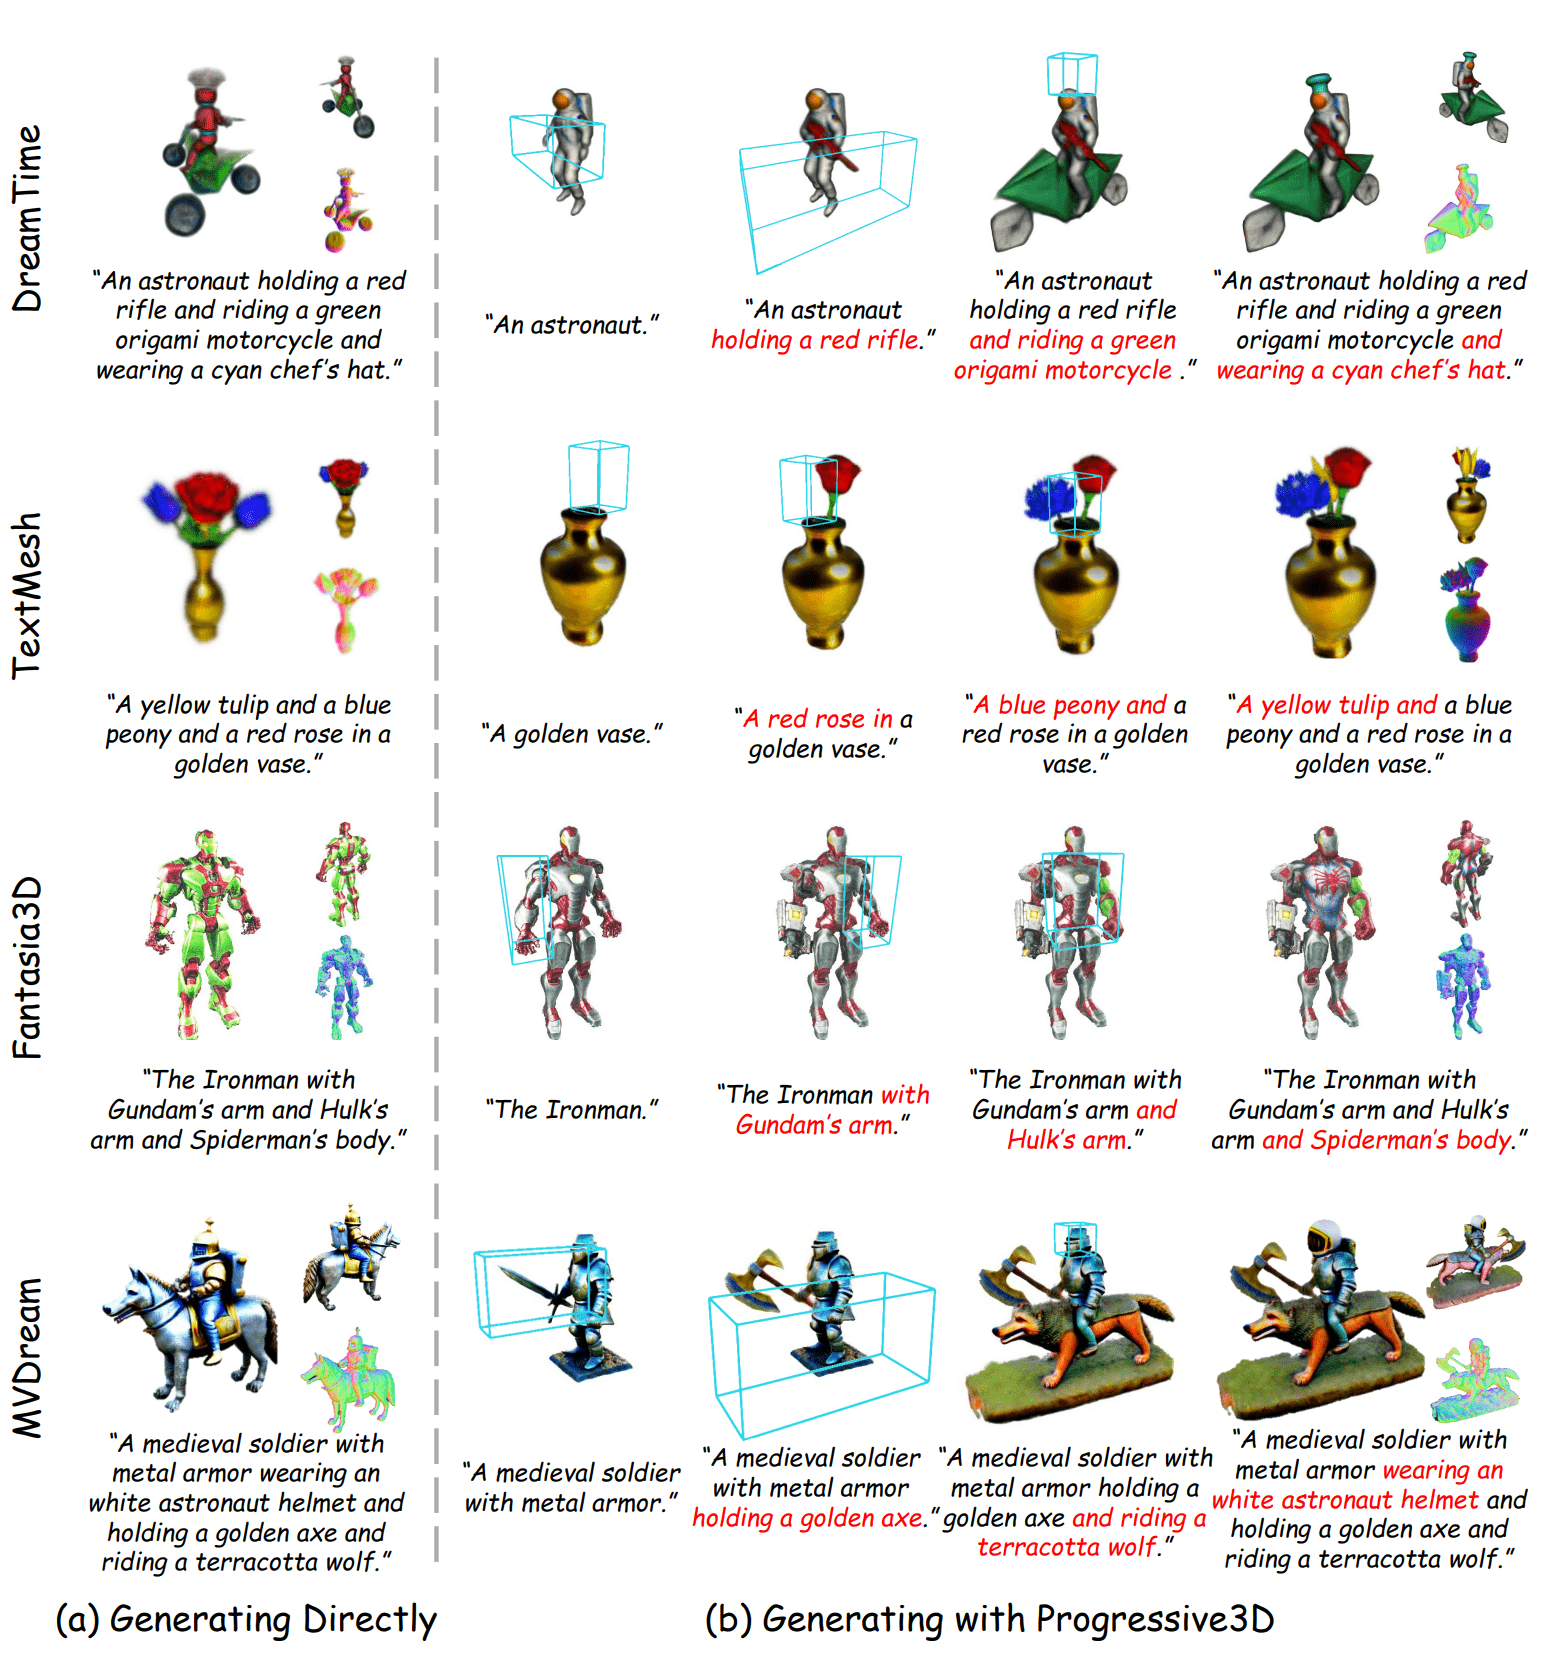 DreamTime
“An astronaut holding a red
rifle and riding a green
origami motorcycle and
wearing a cyan chef’s hat.”
“An astronaut.”
“An astronaut
holding a red rifle.”
“An astronaut
holding a red rifle
and riding a green
origami motorcycle .”
“An astronaut holding a red
rifle and riding a green
origami motorcycle and
wearing a cyan chef’s hat.”
TextMesh
“A yellow tulip and a blue
peony and a red rose in a
golden vase.”
“A golden vase.”
“A red rose in a
golden vase.”
“A blue peony and a
red rose in a golden
vase.”
“A yellow tulip and a blue
peony and a red rose in a
golden vase.”
Fantasia3D
“The Ironman with
Gundam’s arm and Hulk’s
arm and Spiderman’s body.”
“The Ironman.”
“The Ironman with
Gundam’s arm.”
“The Ironman with
Gundam’s arm and
Hulk’s arm.”
“The Ironman with
Gundam’s arm and Hulk’s
arm and Spiderman’s body.”
MVDream
“A medieval soldier with
metal armor wearing an
white astronaut helmet and
holding a golden axe and
riding a terracotta wolf.”
“A medieval soldier
with metal armor.”
“A medieval soldier
with metal armor
holding a golden axe.”
“A medieval soldier with
metal armor holding a
golden axe and riding a
terracotta wolf.”
“A medieval soldier with
metal armor wearing an
white astronaut helmet and
holding a golden axe and
riding a terracotta wolf.”
(a) Generating Directly
(b) Generating with Progressive3D